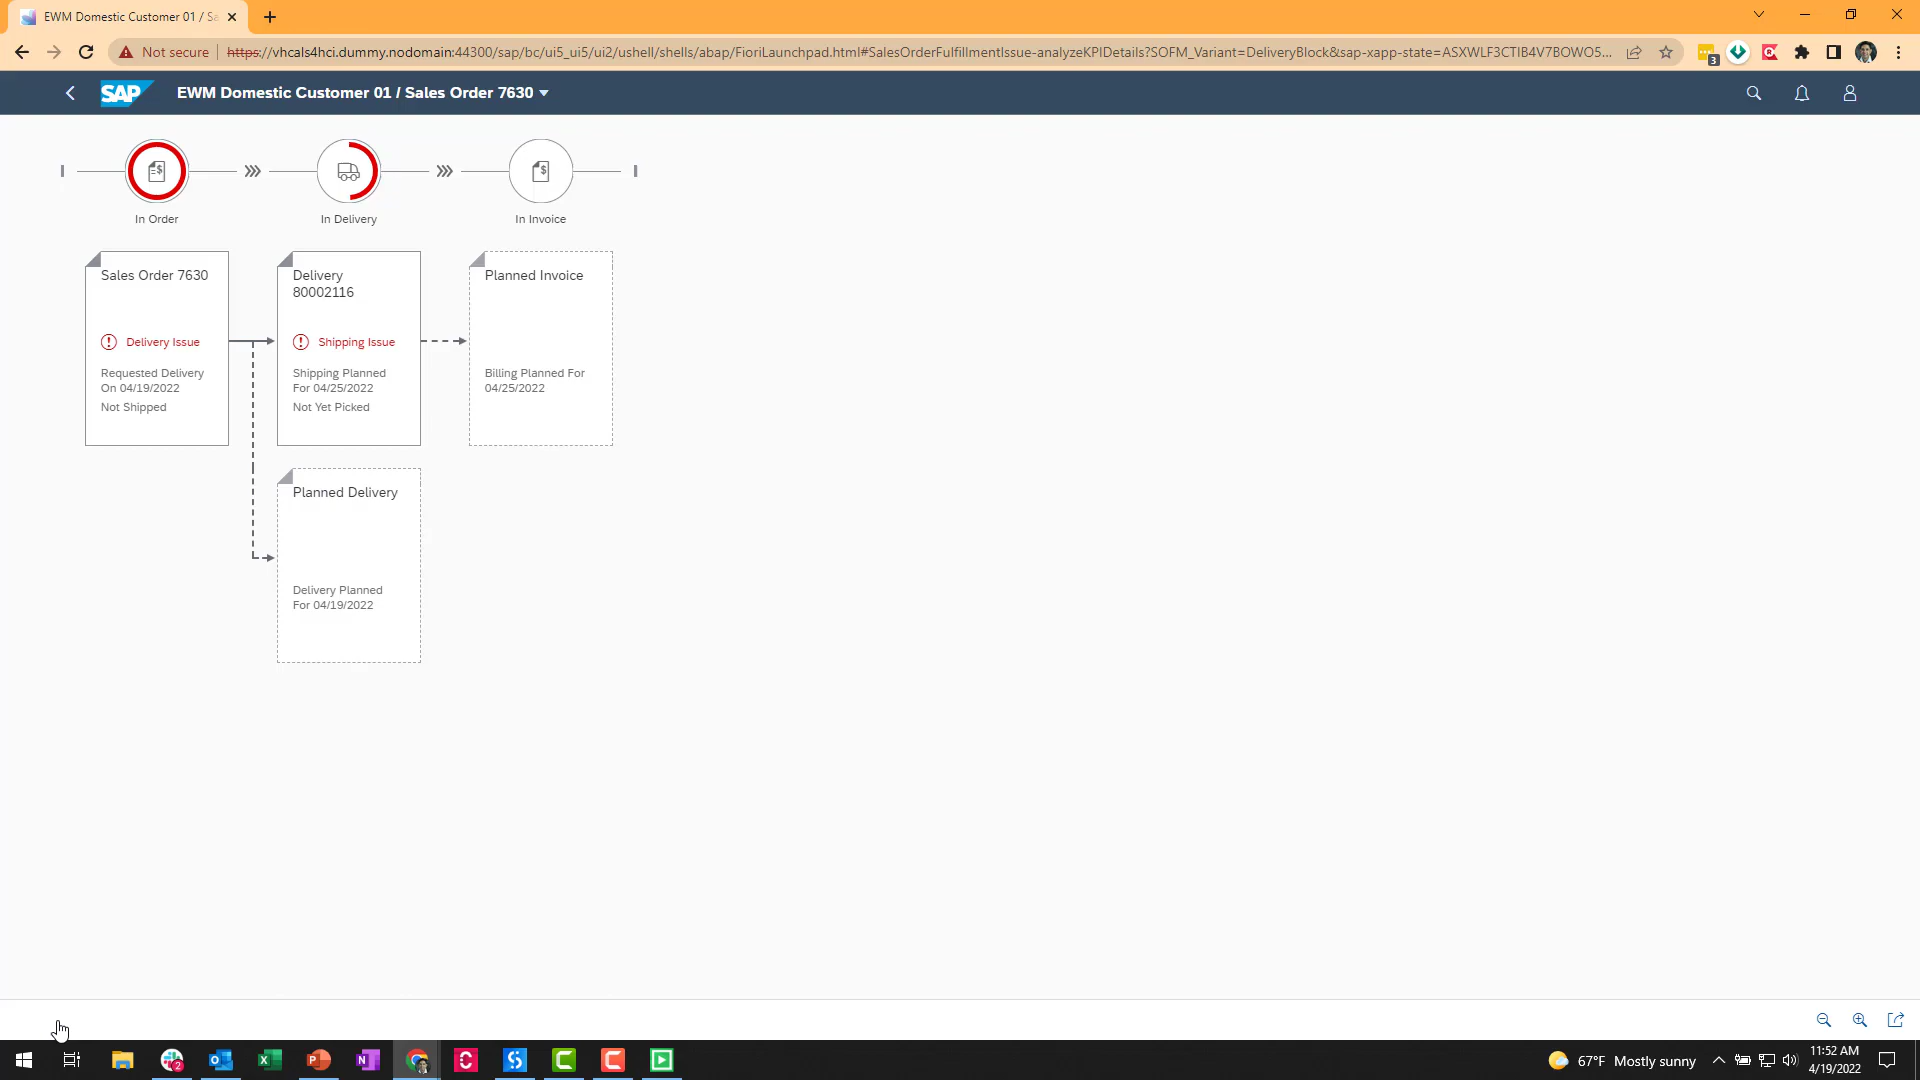 EWM Domestic Customer 01 / Sa
Not secure
https://vhcals4hci.dummy.nodomain:44300/sap/bc/ui5_ui5/ui2/ushell/shells/abap/FioriLaunchpad.html#SalesOrderFulfillmentIssue-analyzeKPIDetails?SOFM_Variant=DeliveryBlock&sap-xapp-state=ASXWLF3CTIB4V7BOWO5...
3
SAP
EWM Domestic Customer 01 / Sales Order 7630
In Order
In Delivery
In Invoice
Sales Order 7630
Delivery Issue
Requested Delivery
On 04/19/2022
Not Shipped
Delivery
80002116
Shipping Issue
Shipping Planned
For 04/25/2022
Not Yet Picked
Planned Invoice
Billing Planned For
04/25/2022
Planned Delivery
Delivery Planned
For 04/19/2022
2
67°F Mostly sunny
11:52 AM
4/19/2022